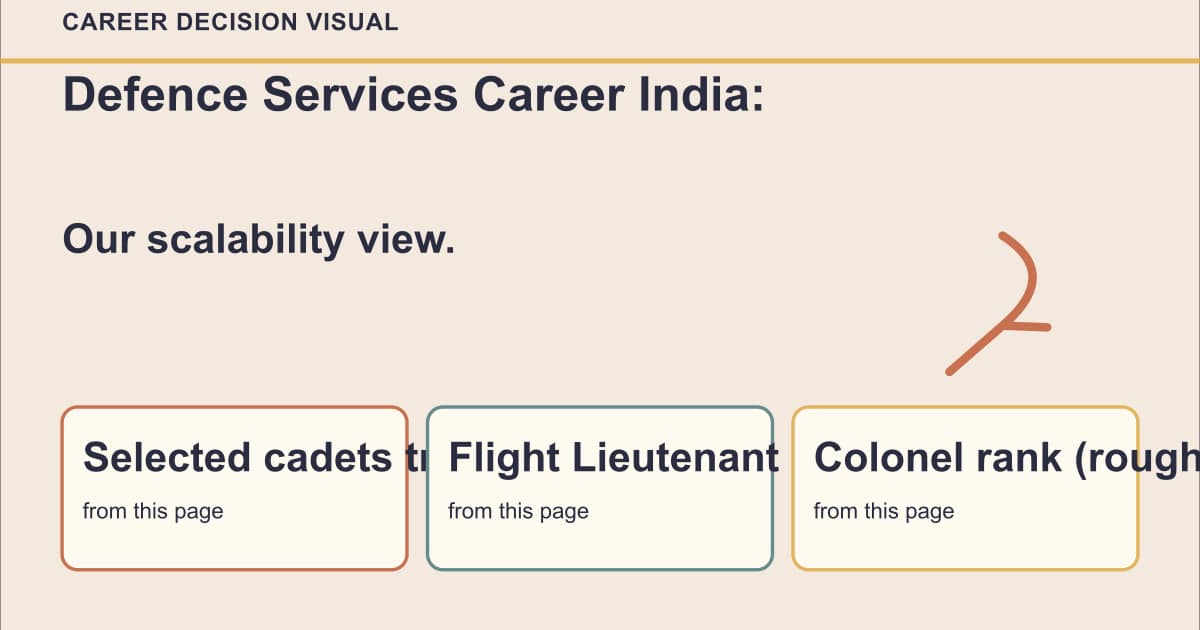 CAREER DECISION VISUAL
Defence Services Career India:
Our scalability view.
Selected cadets
from this page
Flight Lieutenant
from this page
Colonel rank (rough
from this page